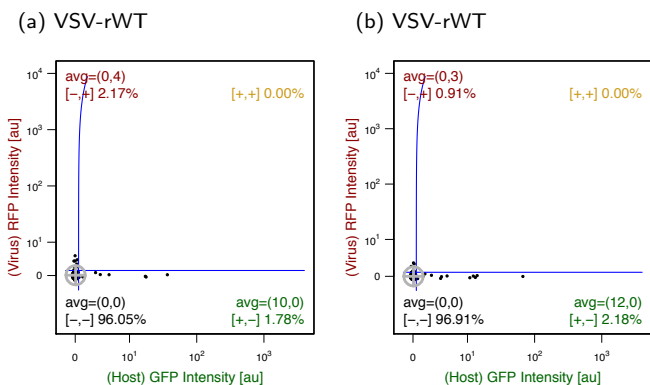 (a) VSV-rWT
(Virus) RFP Intensity [au]
10⁴
10³
10²
10¹
0
avg=(0,4)
[−,+] 2.17%
[+,+] 0.00%
avg=(0,0)
[−,−] 96.05%
avg=(10,0)
[+,−] 1.78%
0
10¹
10²
10³
(Host) GFP Intensity [au]
(b) VSV-rWT
(Virus) RFP Intensity [au]
10⁴
10³
10²
10¹
0
avg=(0,3)
[−,+] 0.91%
[+,+] 0.00%
avg=(0,0)
[−,−] 96.91%
avg=(12,0)
[+,−] 2.18%
0
10¹
10²
10³
(Host) GFP Intensity [au]